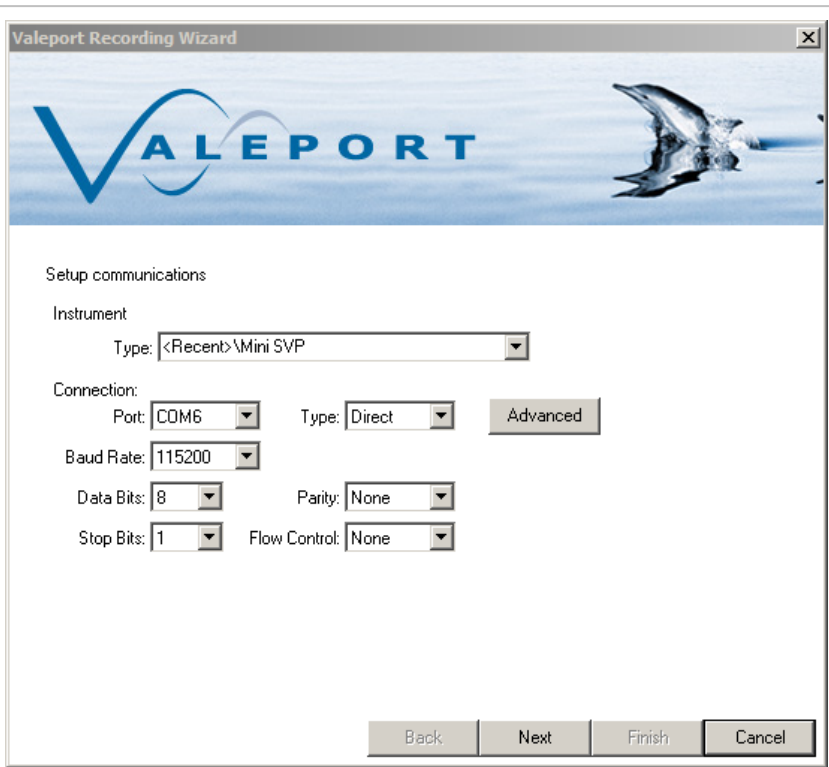 Valeport Recording Wizard
VALEPORT
Setup communications
Instrument
Type: <Recent>\Mini SVP
Connection:
Port: COM6 Type: Direct Advanced
Baud Rate: 115200
Data Bits: 8 Parity: None
Stop Bits: 1 Flow Control: None
Back Next Finish Cancel